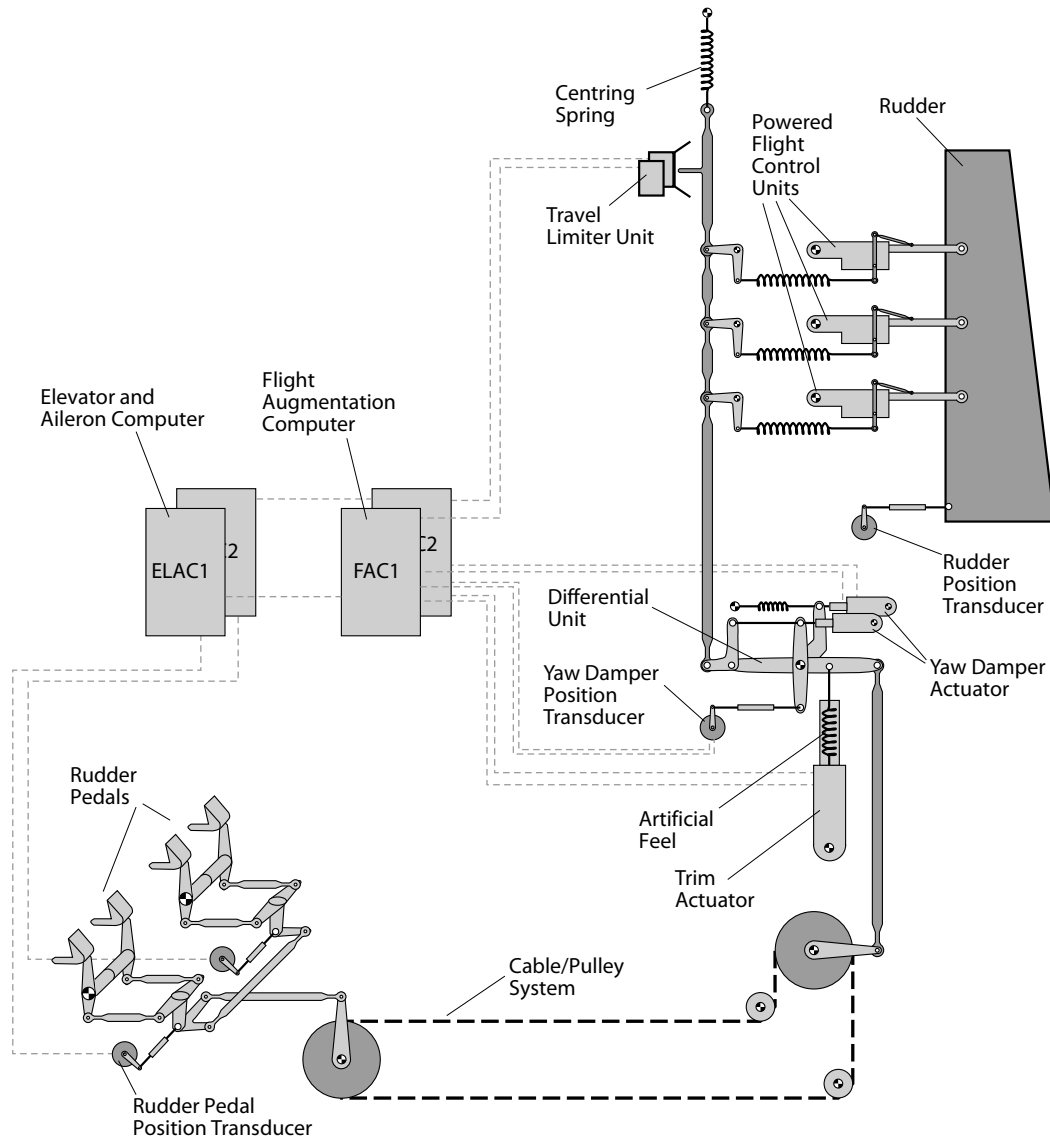 Centring
Spring
Powered
Flight
Control
Units
Rudder
Travel
Limiter Unit
Elevator and
Aileron Computer
Flight
Augmentation
Computer
C2
ELAC1
C2
FAC1
Rudder
Position
Transducer
Differential
Unit
Yaw Damper
Position
Transducer
Yaw Damper
Actuator
Rudder
Pedals
Artificial
Feel
Trim
Actuator
Cable/Pulley
System
Rudder Pedal
Position Transducer